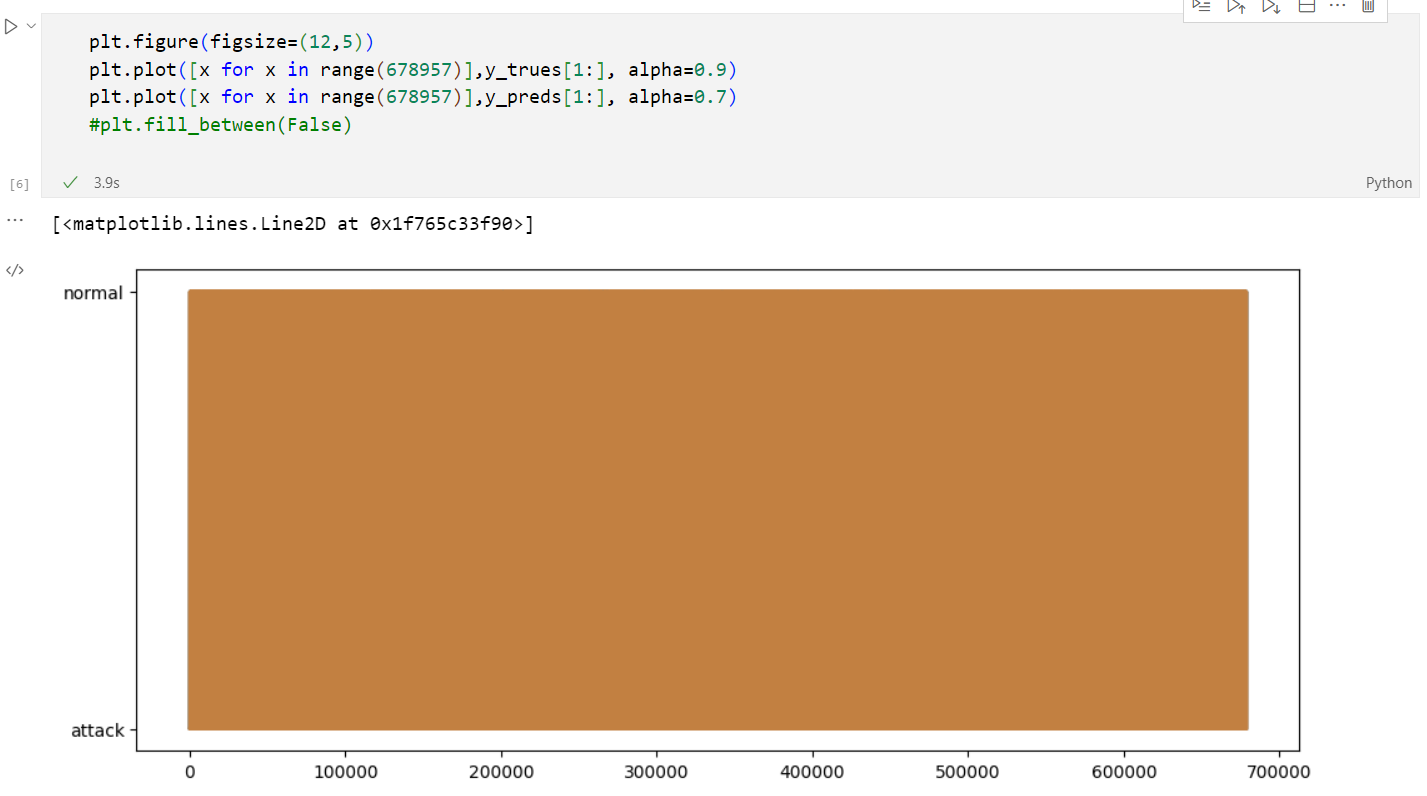 plt.figure(figsize=(12,5))
plt.plot([x for x in range(678957)],y_trues[1:], alpha=0.9)
plt.plot([x for x in range(678957)],y_preds[1:], alpha=0.7)
#plt.fill_between(False)
[6]
3.9s
Python
[<matplotlib.lines.Line2D at 0x1f765c33f90>]
normal
attack
0 100000 200000 300000 400000 500000 600000 700000